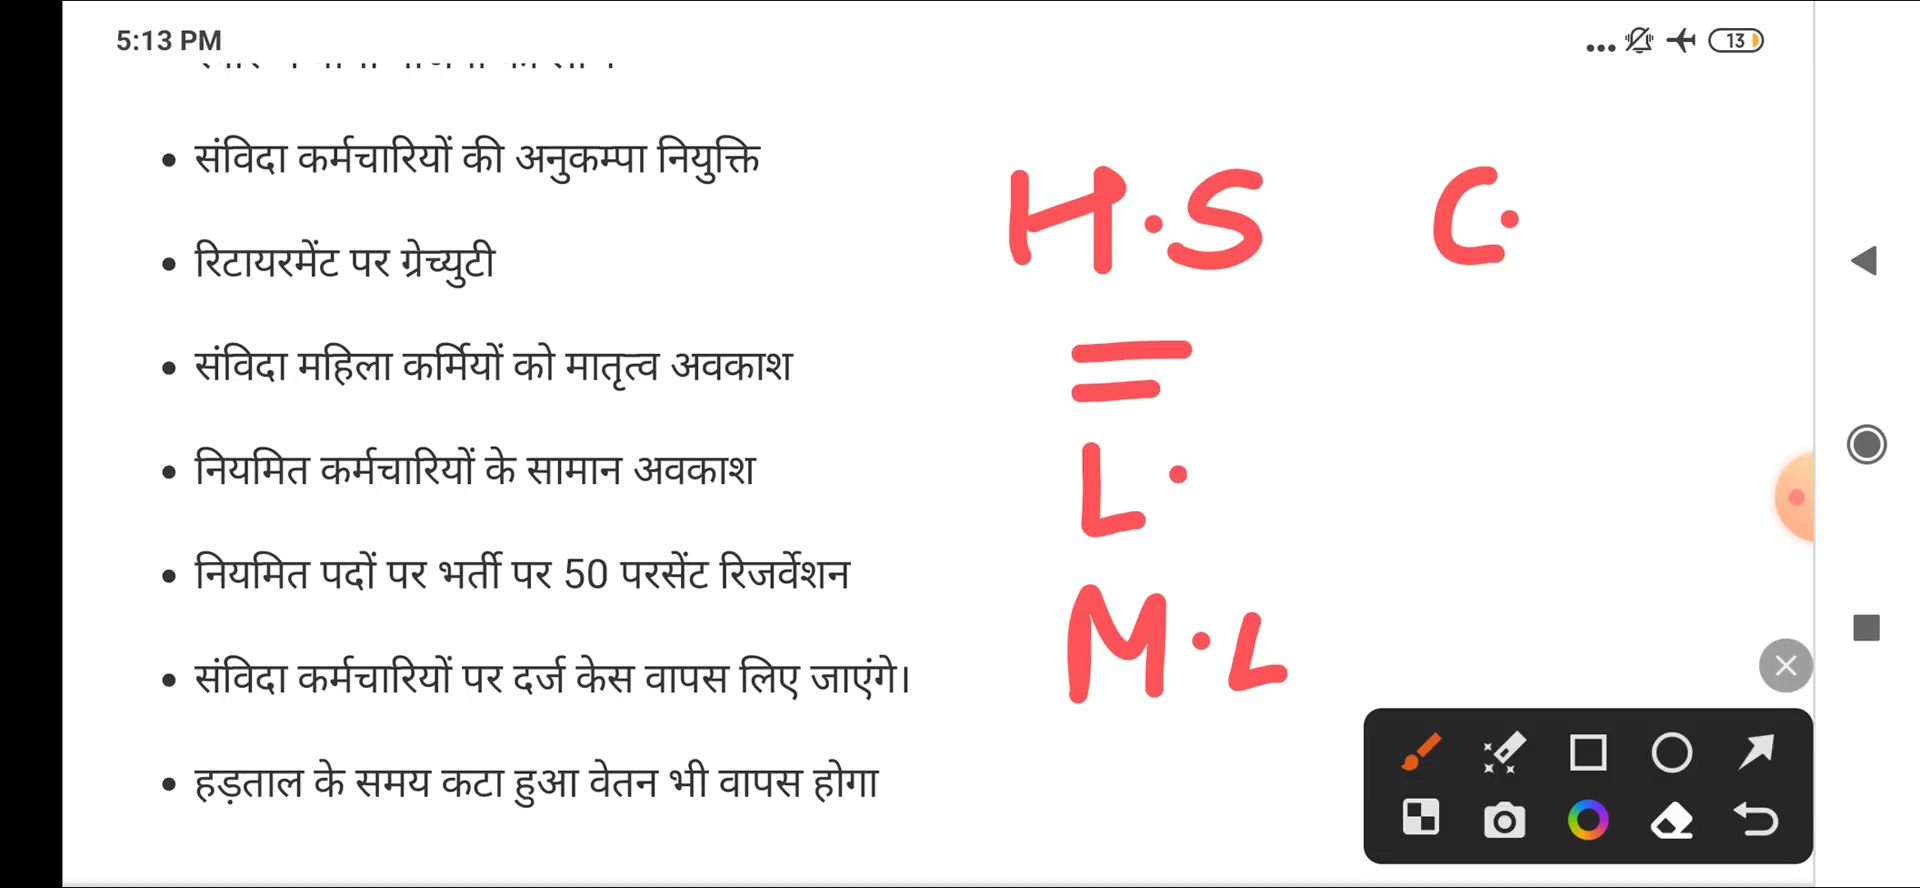 5:13 PM 13
संविदा कर्मचारियों की अनुकम्पा नियुक्ति
रिटायरमेंट पर ग्रेच्युटी
संविदा महिला कर्मियों को मातृत्व अवकाश
नियमित कर्मचारियों के सामान अवकाश
नियमित पदों पर भर्ती पर 50 परसेंट रिजर्वेशन
संविदा कर्मचारियों पर दर्ज केस वापस लिए जाएंगे।
हड़ताल के समय कटा हुआ वेतन भी वापस होगा
H.S C.
L.
M.L